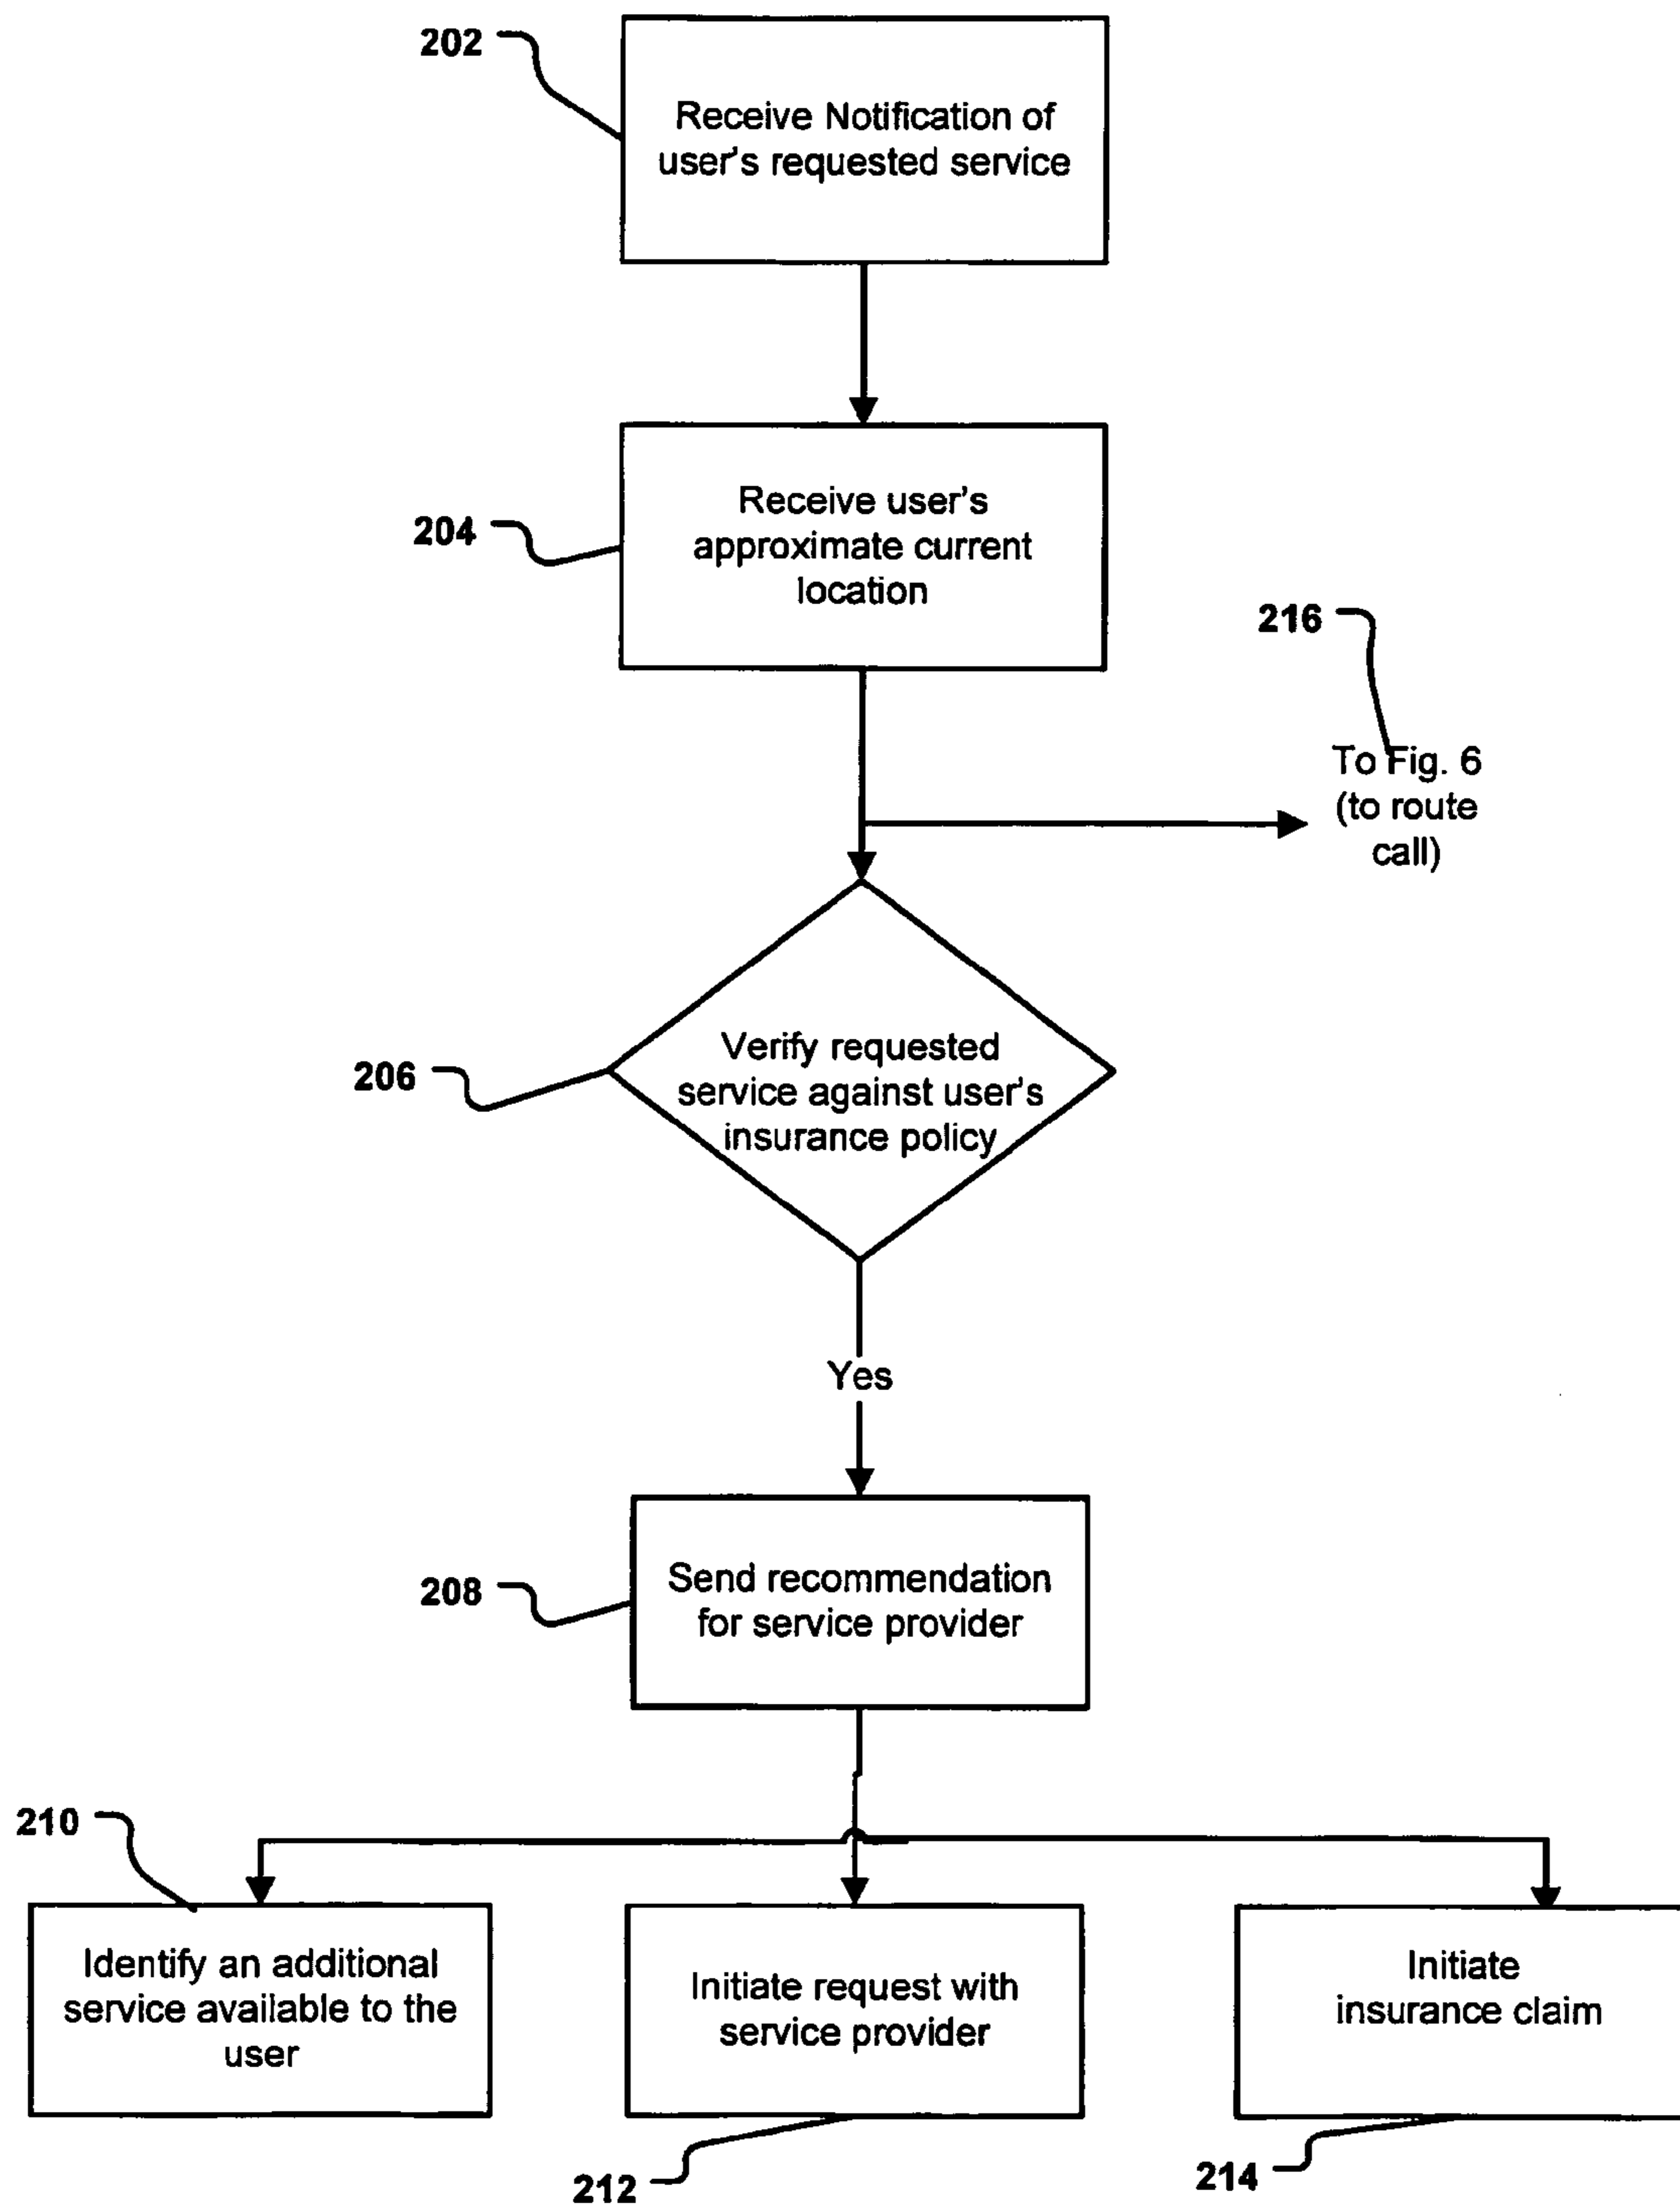 202
Receive Notification of
user's requested service
204
Receive user's
approximate current
location
216
To Fig. 6
(to route
call)
206
Verify requested
service against user's
insurance policy
Yes
208
Send recommendation
for service provider
210
Identify an additional
service available to the
user
Initiate request with
service provider
Initiate
insurance claim
212
214